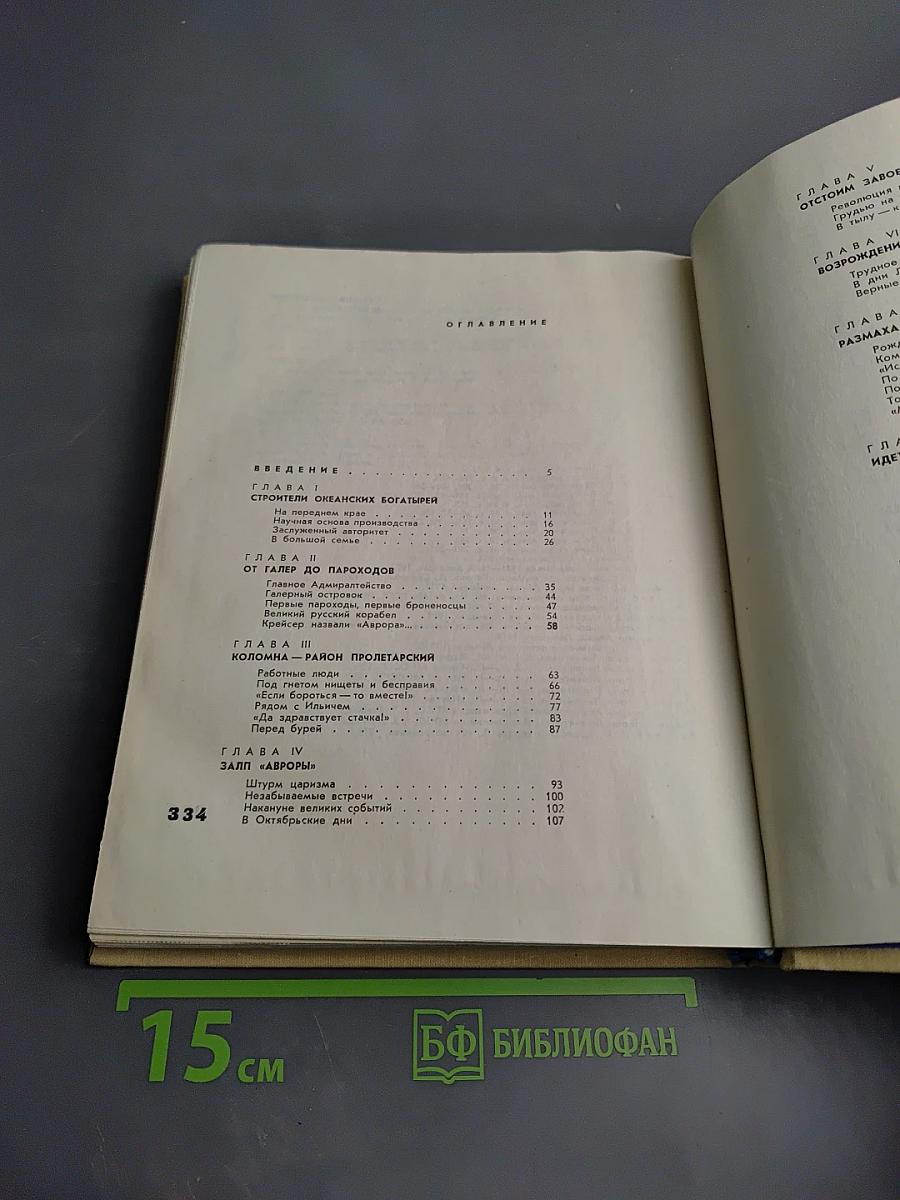 ОГЛАВЛЕНИЕ
ВВЕДЕНИЕ . . . . . . . . . . . . . . 5
ГЛАВА I
СТРОИТЕЛИ ОКЕАНСКИХ БОГАТЫРЕЙ
На переднем крае . . . . . . . . . . . . 11
Научная основа производства . . . . . . . . 16
Заслуженный авторитет . . . . . . . . . . 20
В большой семье . . . . . . . . . . . . 26
ГЛАВА II
ОТ ГАЛЕР ДО ПАРОХОДОВ
Главное Адмиралтейство . . . . . . . . . . 35
Галерный островок . . . . . . . . . . . 44
Первые пароходы, первые броненосцы . . . . . 47
Великий русский корабел . . . . . . . . . 54
Крейсер назвали «Аврора»... . . . . . . . . 58
ГЛАВА III
КОЛОМНА — РАЙОН ПРОЛЕТАРСКИЙ
Работные люди . . . . . . . . . . . . 63
Под гнетом нищеты и бесправия . . . . . . . 66
«Если бороться — то вместе!» . . . . . . . . 72
Рядом с Ильичем . . . . . . . . . . . . 77
«Да здравствует стачка!» . . . . . . . . . 83
Перед бурей . . . . . . . . . . . . . 87
ГЛАВА IV
ЗАЛП «АВРОРЫ»
Штурм царизма . . . . . . . . . . . . 93
Незабываемые встречи . . . . . . . . . . 100
Накануне великих событий . . . . . . . . . 102
В Октябрьские дни . . . . . . . . . . . 107
334
ГЛАВА V
ОТСТОИМ
Революция
Грудью на
В тылу —
ГЛАВА VI
Трудное
В дни
Верные
ГЛАВА
РАЗМАХ
По
15 см
БФ БИБЛИОФАН